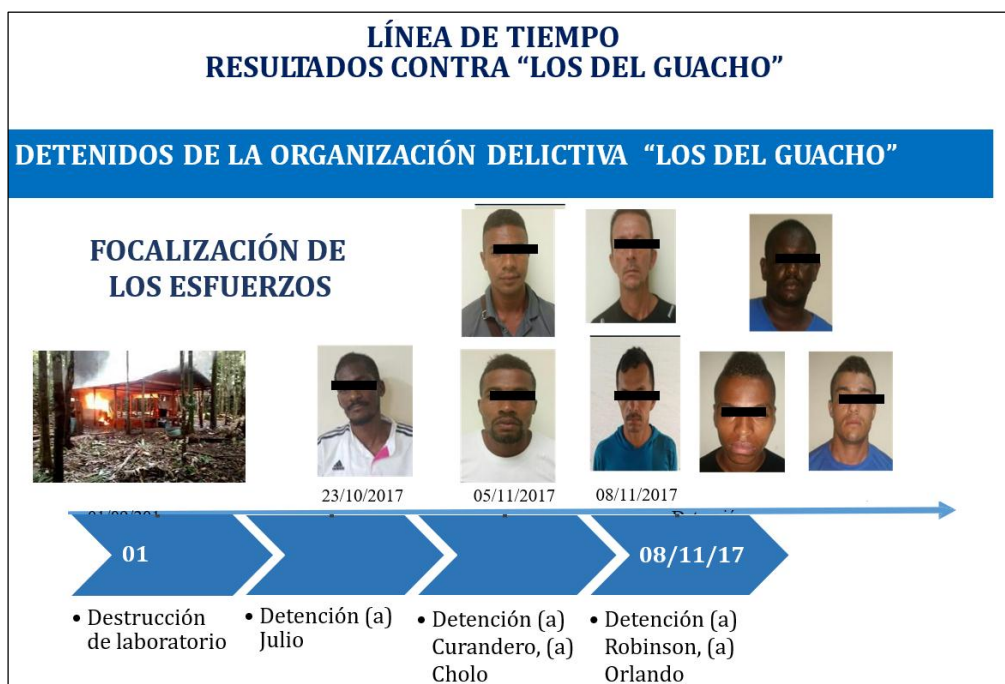 LÍNEA DE TIEMPO
RESULTADOS CONTRA “LOS DEL GUACHO”
DETENIDOS DE LA ORGANIZACIÓN DELICTIVA “LOS DEL GUACHO”
FOCALIZACIÓN DE
LOS ESFUERZOS
23/10/2017
05/11/2017
08/11/2017
01
08/11/17
• Destrucción
de laboratorio
• Detención (a)
Julio
• Detención (a)
Curandero, (a)
Cholo
• Detención (a)
Robinson, (a)
Orlando